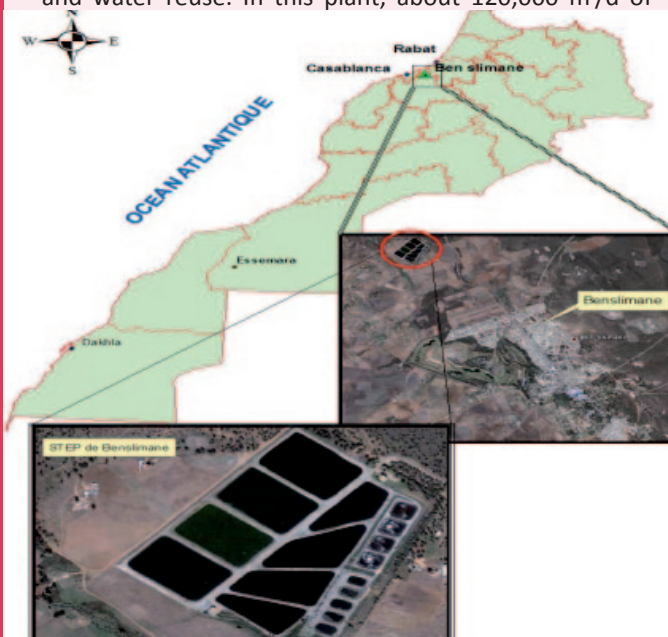 and water reuse. In this plant, about 120,000 m³/d of
N
W E
S
Rabat
Casablanca
Ben slimane
OCEAN ATLANTIQUE
Essemara
Dakhla
Benslimane
STEP de Benslimane